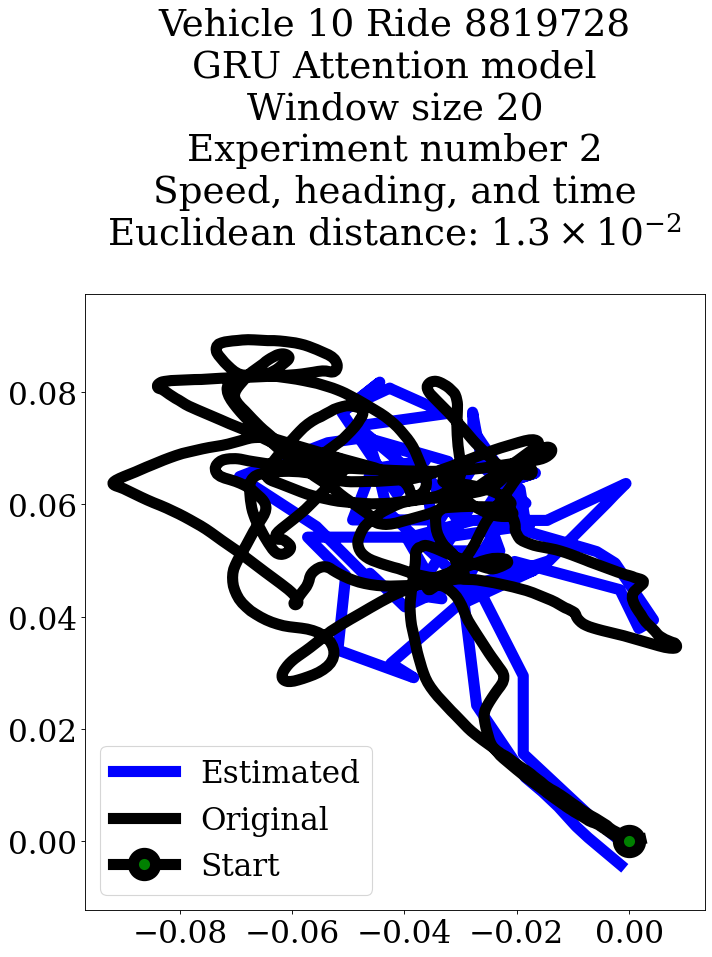 Vehicle 10 Ride 8819728
GRU Attention model
Window size 20
Experiment number 2
Speed, heading, and time
Euclidean distance: 1.3 × 10⁻²
0.08
0.06
0.04
0.02
0.00
Estimated
Original
Start
−0.08 −0.06 −0.04 −0.02 0.00